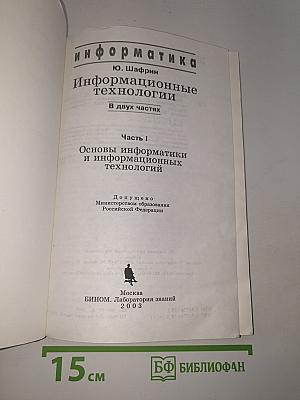 информатика
Ю. Шафрин
Информационные
технологии
В двух частях
Часть 1
Основы информатики
и информационных
технологий
Допущено
Министерством образования
Российской Федерации
Москва
БИНОМ. Лаборатория знаний
2003
15 см
БФ БИБЛИОФАН